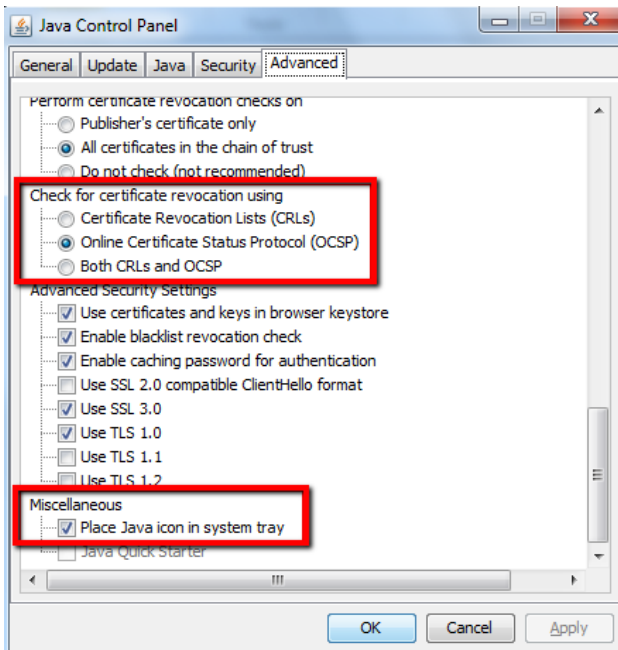 Java Control Panel
General Update Java Security Advanced
Perform certificate revocation checks on
Publisher's certificate only
All certificates in the chain of trust
Do not check (not recommended)
Check for certificate revocation using
Certificate Revocation Lists (CRLs)
Online Certificate Status Protocol (OCSP)
Both CRLs and OCSP
Advanced Security Settings
Use certificates and keys in browser keystore
Enable blacklist revocation check
Enable caching password for authentication
Use SSL 2.0 compatible ClientHello format
Use SSL 3.0
Use TLS 1.0
Use TLS 1.1
Use TLS 1.2
Miscellaneous
Place Java icon in system tray
Java Quick Starter
OK Cancel Apply